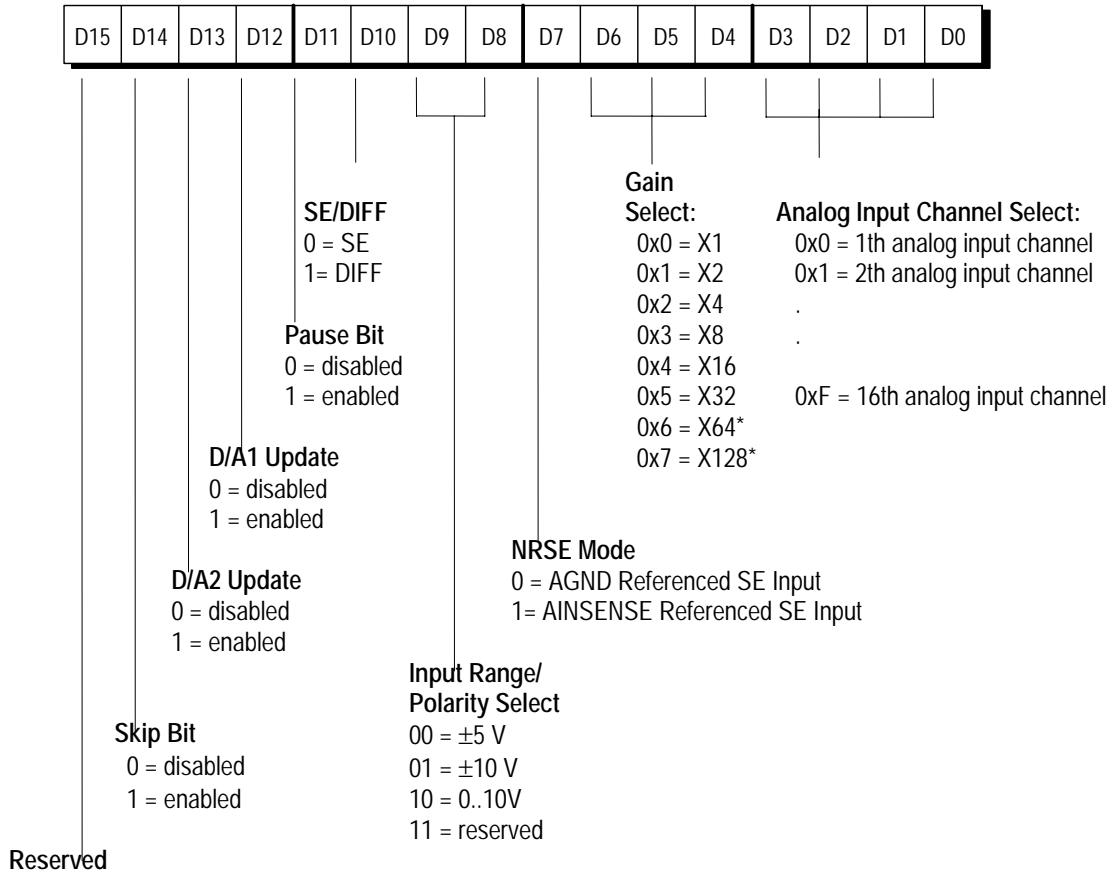 D15 D14 D13 D12 D11 D10 D9 D8 D7 D6 D5 D4 D3 D2 D1 D0
SE/DIFF
0 = SE
1= DIFF
Gain
Select:
0x0 = X1
0x1 = X2
0x2 = X4
0x3 = X8
0x4 = X16
0x5 = X32
0x6 = X64*
0x7 = X128*
Analog Input Channel Select:
0x0 = 1th analog input channel
0x1 = 2th analog input channel
.
.
0xF = 16th analog input channel
Pause Bit
0 = disabled
1 = enabled
D/A1 Update
0 = disabled
1 = enabled
NRSE Mode
0 = AGND Referenced SE Input
1= AINSENSE Referenced SE Input
D/A2 Update
0 = disabled
1 = enabled
Input Range/
Polarity Select
00 = ±5 V
01 = ±10 V
10 = 0..10V
11 = reserved
Skip Bit
0 = disabled
1 = enabled
Reserved